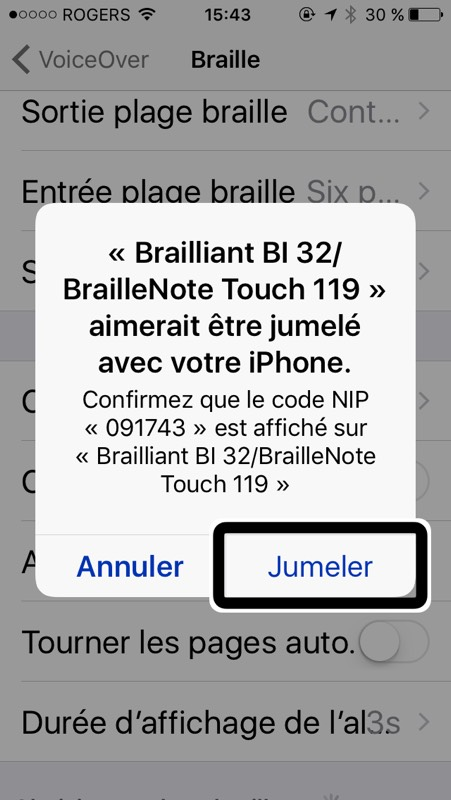 ROGERS 15:43 30 %
VoiceOver Braille
Sortie plage braille Cont...
Entrée plage braille Six p...
S
« Brailliant BI 32/
BrailleNote Touch 119 »
aimerait être jumelé
avec votre iPhone.
Confirmez que le code NIP
« 091743 » est affiché sur
« Brailliant BI 32/BrailleNote
Touch 119 »
Annuler Jumeler
Tourner les pages auto.
Durée d’affichage de l’al... 3s